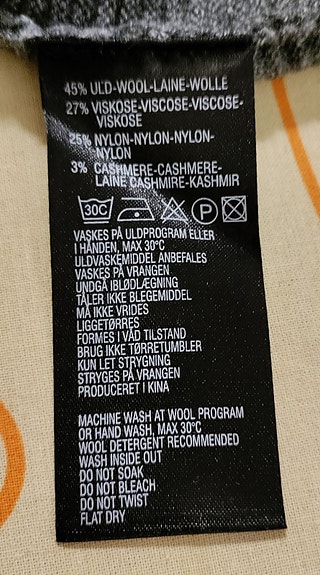 45% ULD-WOOL-LAINE-WOLLE
27% VISKOSE-VISCOSE-VISCOSE-
VISKOSE
25% NYLON-NYLON-NYLON-
NYLON
3% CASHMERE-CASHMERE-
LAINE CASHMIRE-KASHMIR
30C P
VASKES PÅ ULDPROGRAM ELLER
I HÅNDEN, MAX 30°C
ULDVASKEMIDDEL ANBEFALES
VASKES PÅ VRANGEN
UNDGÅ IBLØDLÆGNING
TÅLER IKKE BLEGEMIDDEL
MÅ IKKE VRIDES
LIGGETØRRES
FORMES I VÅD TILSTAND
BRUG IKKE TØRRETUMBLER
KUN LET STRYGNING
STRYGES PÅ VRANGEN
PRODUCERET I KINA
MACHINE WASH AT WOOL PROGRAM
OR HAND WASH, MAX 30°C
WOOL DETERGENT RECOMMENDED
WASH INSIDE OUT
DO NOT SOAK
DO NOT BLEACH
DO NOT TWIST
FLAT DRY